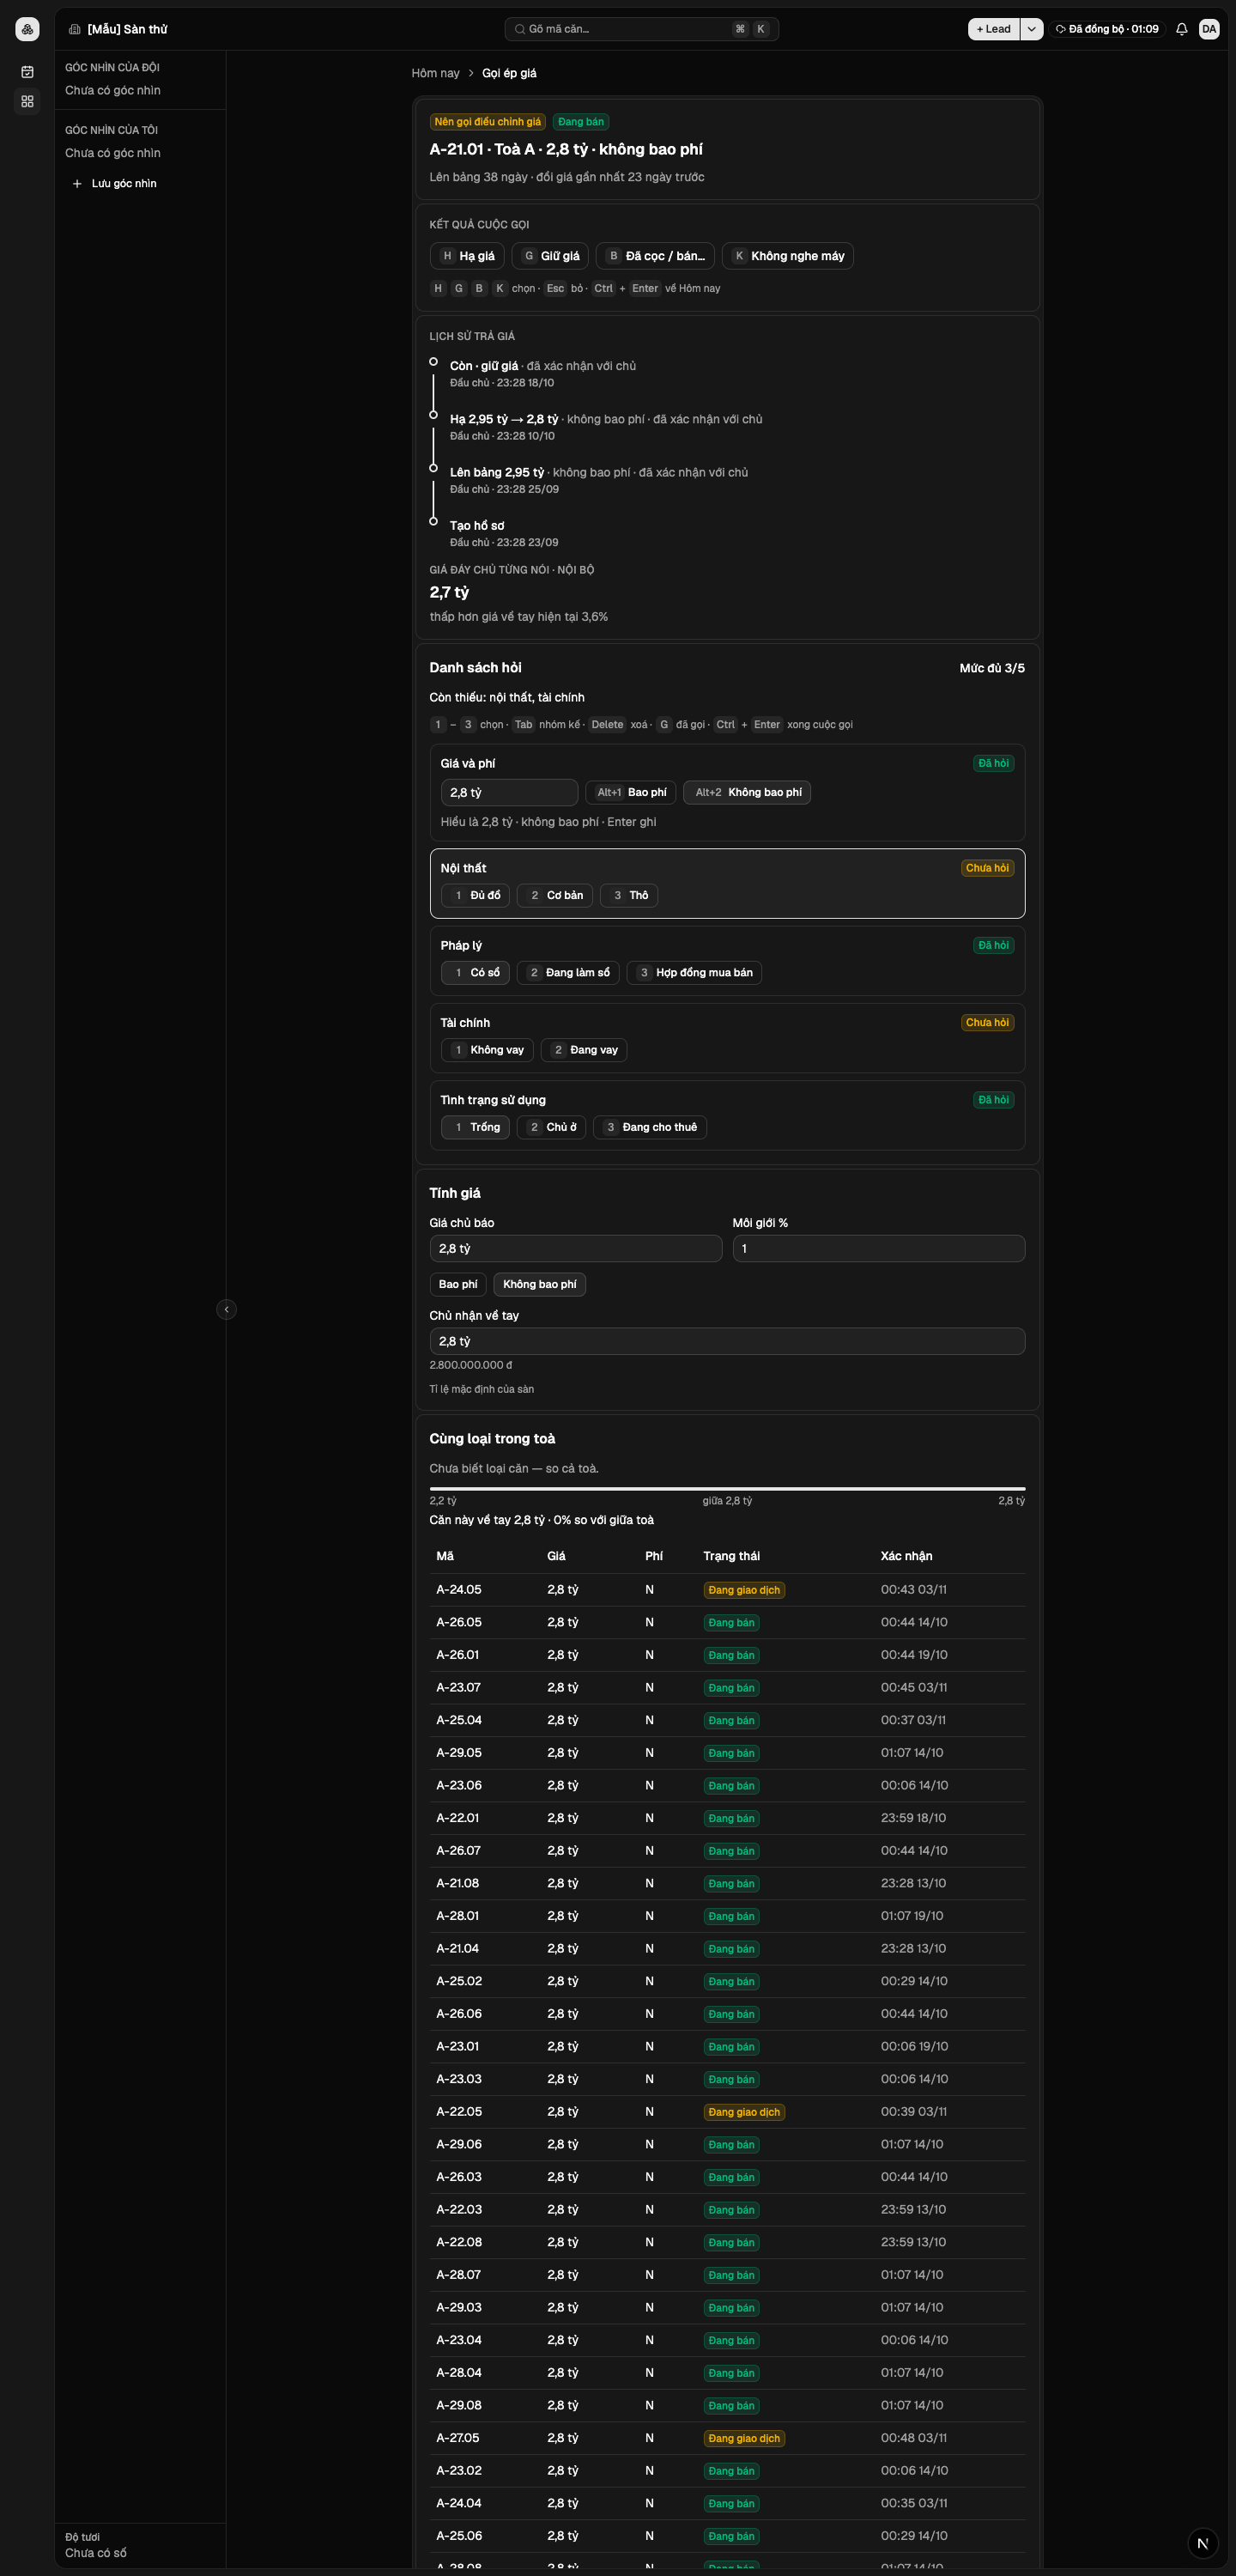 [Mẫu] Sàn thử
Gõ mã căn...
⌘ K
+ Lead
Đã đồng bộ · 01:09
DA
GÓC NHÌN CỦA ĐỘI
Chưa có góc nhìn
GÓC NHÌN CỦA TÔI
Chưa có góc nhìn
+ Lưu góc nhìn
Hôm nay > Gọi ép giá
Nên gọi điều chỉnh giá Đang bán
A-21.01 · Toà A · 2,8 tỷ · không bao phí
Lên bảng 38 ngày · đổi giá gần nhất 23 ngày trước
KẾT QUẢ CUỘC GỌI
H Hạ giá G Giữ giá B Đã cọc / bán... K Không nghe máy
H G B K chọn · Esc bỏ · Ctrl + Enter về Hôm nay
LỊCH SỬ TRẢ GIÁ
Còn · giữ giá · đã xác nhận với chủ
Đầu chủ · 23:28 18/10
Hạ 2,95 tỷ → 2,8 tỷ · không bao phí · đã xác nhận với chủ
Đầu chủ · 23:28 10/10
Lên bảng 2,95 tỷ · không bao phí · đã xác nhận với chủ
Đầu chủ · 23:28 25/09
Tạo hồ sơ
Đầu chủ · 23:28 23/09
GIÁ ĐÁY CHỦ TỪNG NÓI · NỘI BỘ
2,7 tỷ
thấp hơn giá về tay hiện tại 3,6%
Danh sách hỏi
Mức đủ 3/5
Còn thiếu: nội thất, tài chính
1 – 3 chọn · Tab nhóm kế · Delete xoá · G đã gọi · Ctrl + Enter xong cuộc gọi
Giá và phí
Đã hỏi
2,8 tỷ Alt+1 Bao phí Alt+2 Không bao phí
Hiểu là 2,8 tỷ · không bao phí · Enter ghi
Nội thất
Chưa hỏi
1 Đủ đồ 2 Cơ bản 3 Thô
Pháp lý
Đã hỏi
1 Có sổ 2 Đang làm sổ 3 Hợp đồng mua bán
Tài chính
Chưa hỏi
1 Không vay 2 Đang vay
Tình trạng sử dụng
Đã hỏi
1 Trống 2 Chủ ở 3 Đang cho thuê
Tính giá
Giá chủ báo Môi giới %
2,8 tỷ 1
Bao phí Không bao phí
Chủ nhận về tay
2,8 tỷ
2.800.000.000 đ
Tỉ lệ mặc định của sàn
Cùng loại trong toà
Chưa biết loại căn — so cả toà.
2,2 tỷ giữa 2,8 tỷ 2,8 tỷ
Căn này về tay 2,8 tỷ · 0% so với giữa toà
Mã Giá Phí Trạng thái Xác nhận
A-24.05 2,8 tỷ N Đang giao dịch 00:43 03/11
A-26.05 2,8 tỷ N Đang bán 00:44 14/10
A-26.01 2,8 tỷ N Đang bán 00:44 19/10
A-23.07 2,8 tỷ N Đang bán 00:45 03/11
A-25.04 2,8 tỷ N Đang bán 00:37 03/11
A-29.05 2,8 tỷ N Đang bán 01:07 14/10
A-23.06 2,8 tỷ N Đang bán 00:06 14/10
A-22.01 2,8 tỷ N Đang bán 23:59 18/10
A-26.07 2,8 tỷ N Đang bán 00:44 14/10
A-21.08 2,8 tỷ N Đang bán 23:28 13/10
A-28.01 2,8 tỷ N Đang bán 01:07 19/10
A-21.04 2,8 tỷ N Đang bán 23:28 13/10
A-25.02 2,8 tỷ N Đang bán 00:29 14/10
A-26.06 2,8 tỷ N Đang bán 00:44 14/10
A-23.01 2,8 tỷ N Đang bán 00:06 19/10
A-23.03 2,8 tỷ N Đang bán 00:06 14/10
A-22.05 2,8 tỷ N Đang giao dịch 00:39 03/11
A-29.06 2,8 tỷ N Đang bán 01:07 14/10
A-26.03 2,8 tỷ N Đang bán 00:44 14/10
A-22.03 2,8 tỷ N Đang bán 23:59 13/10
A-22.08 2,8 tỷ N Đang bán 23:59 13/10
A-28.07 2,8 tỷ N Đang bán 01:07 14/10
A-29.03 2,8 tỷ N Đang bán 01:07 14/10
A-23.04 2,8 tỷ N Đang bán 00:06 14/10
A-28.04 2,8 tỷ N Đang bán 01:07 14/10
A-29.08 2,8 tỷ N Đang bán 01:07 14/10
A-27.05 2,8 tỷ N Đang giao dịch 00:48 03/11
A-23.02 2,8 tỷ N Đang bán 00:06 14/10
A-24.04 2,8 tỷ N Đang bán 00:35 03/11
A-25.06 2,8 tỷ N Đang bán 00:29 14/10
A-28.08 2,8 tỷ N Đang bán 01:07 14/10
Độ tươi
Chưa có số
N